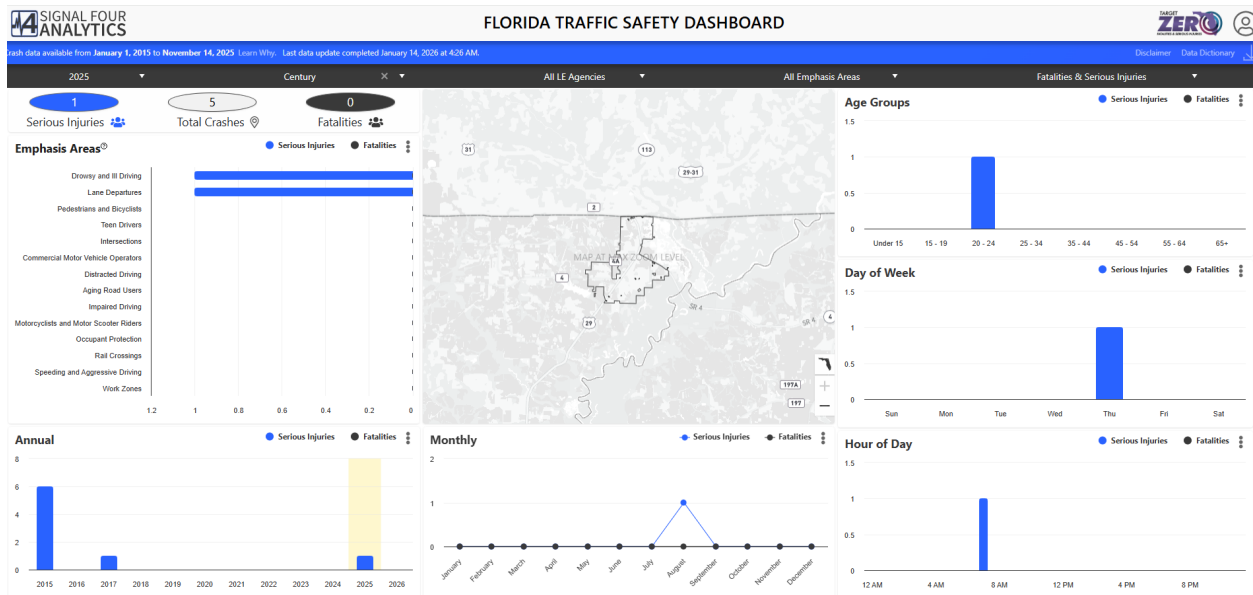 SIGNAL FOUR
ANALYTICS
FLORIDA TRAFFIC SAFETY DASHBOARD
TARGET
ZERO
crash data available from January 1, 2015 to November 14, 2025 Learn Why. Last data update completed January 14, 2026 at 4:26 AM.
Disclaimer Data Dictionary
2025 Century All LE Agencies All Emphasis Areas Fatalities & Serious Injuries
1 5 0
Serious Injuries Total Crashes Fatalities
Emphasis Areas
Serious Injuries Fatalities
Drowsy and Ill Driving
Lane Departures
Pedestrians and Bicyclists
Teen Drivers
Intersections
Commercial Motor Vehicle Operators
Distracted Driving
Aging Road Users
Impaired Driving
Motorcyclists and Motor Scooter Riders
Occupant Protection
Rail Crossings
Speeding and Aggressive Driving
Work Zones
1.2 1 0.8 0.6 0.4 0.2 0
31
113
29-31
2
MAP AT MAX ZOOM LEVEL
4A
4
SR 4
SR 4
4
29
197A
197
Age Groups
Serious Injuries Fatalities
1.5
1
0.5
0
Under 15 15 - 19 20 - 24 25 - 34 35 - 44 45 - 54 55 - 64 65+
Day of Week
Serious Injuries Fatalities
1.5
1
0.5
0
Sun Mon Tue Wed Thu Fri Sat
Annual
Serious Injuries Fatalities
8
6
4
2
0
2015 2016 2017 2018 2019 2020 2021 2022 2023 2024 2025 2026
Monthly
Serious Injuries Fatalities
2
1
0
January February March April May June July August September October November December
Hour of Day
Serious Injuries Fatalities
1.5
1
0.5
0
12 AM 4 AM 8 AM 12 PM 4 PM 8 PM